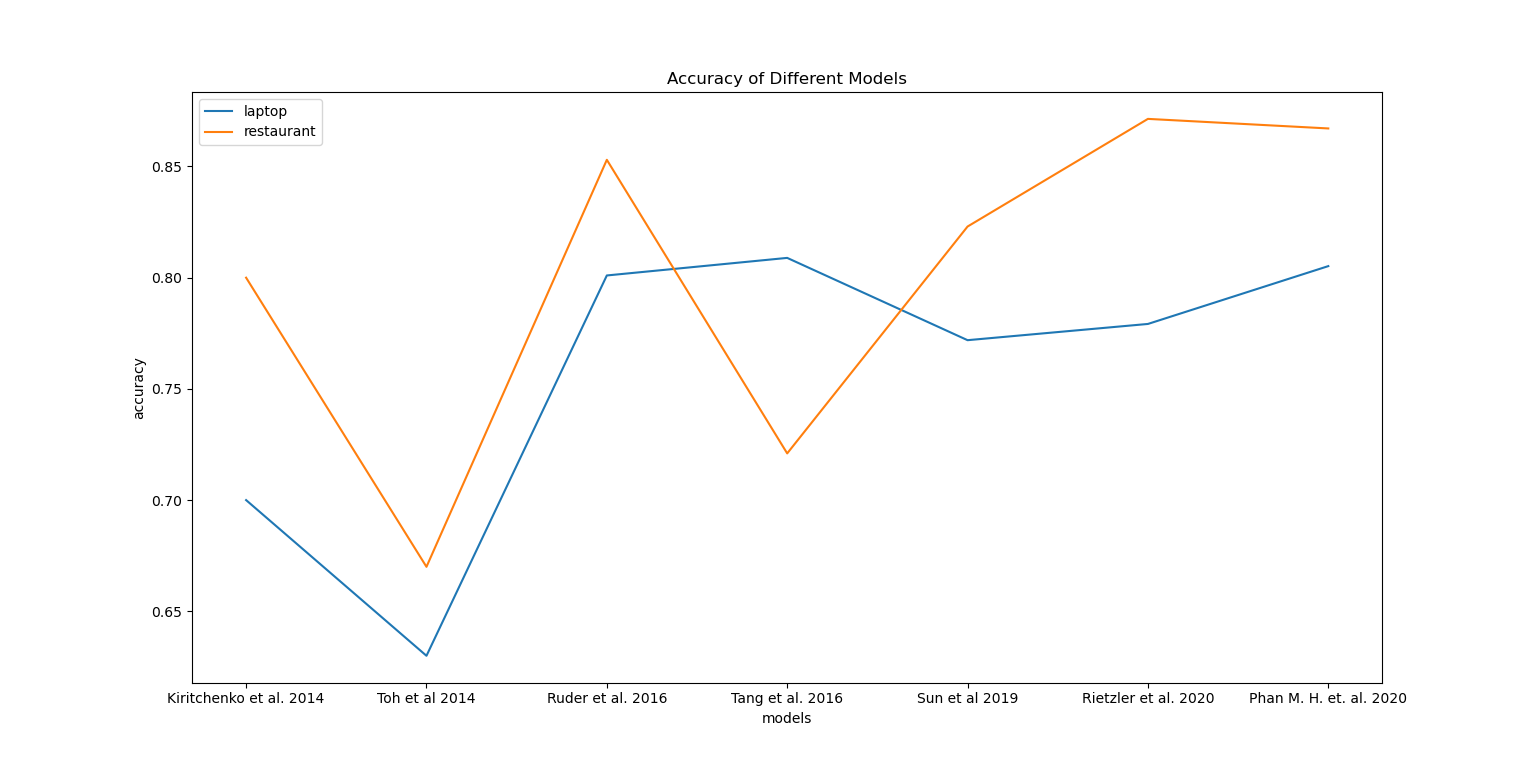 Accuracy of Different Models
laptop
restaurant
0.85
0.80
0.75
0.70
0.65
accuracy
Kiritchenko et al. 2014 Toh et al 2014 Ruder et al. 2016 Tang et al. 2016 Sun et al 2019 Rietzler et al. 2020 Phan M. H. et. al. 2020
models